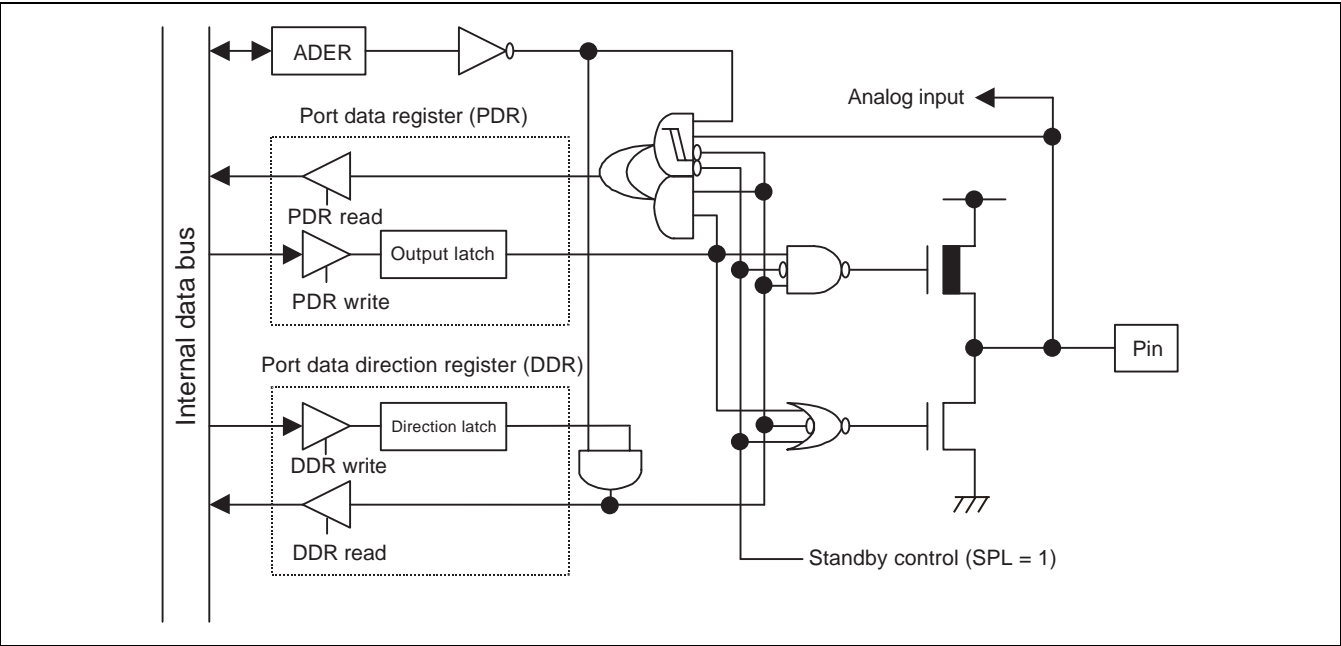 ADER
Analog input
Port data register (PDR)
PDR read
Output latch
PDR write
Internal data bus
Pin
Port data direction register (DDR)
Direction latch
DDR write
DDR read
Standby control (SPL = 1)